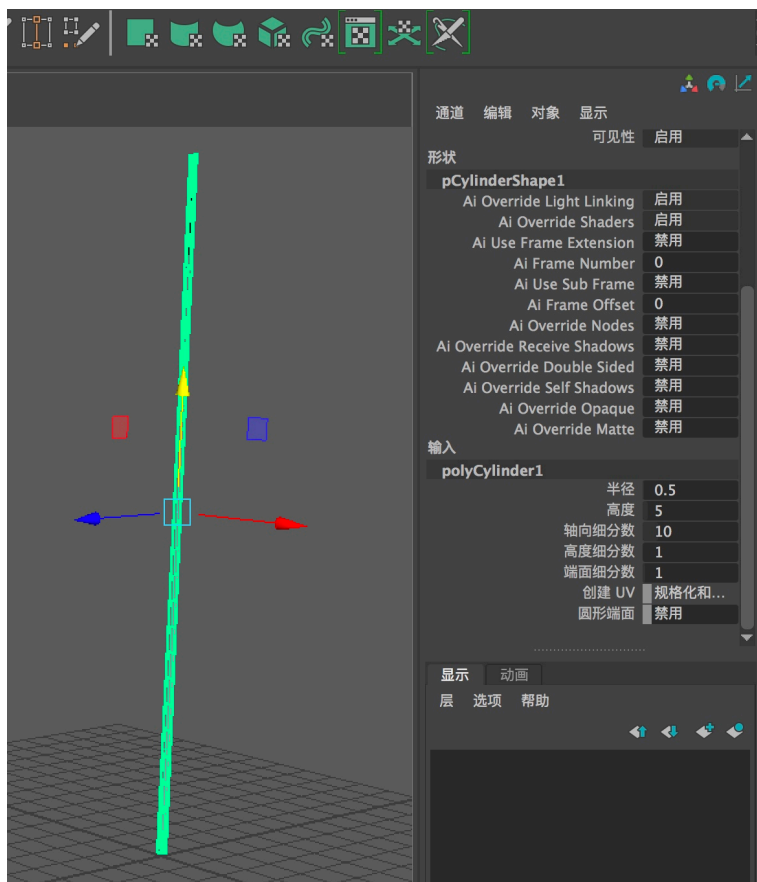 通道 编辑 对象 显示
可见性 启用
形状
pCylinderShape1
Ai Override Light Linking 启用
Ai Override Shaders 启用
Ai Use Frame Extension 禁用
Ai Frame Number 0
Ai Use Sub Frame 禁用
Ai Frame Offset 0
Ai Override Nodes 禁用
Ai Override Receive Shadows 禁用
Ai Override Double Sided 禁用
Ai Override Self Shadows 禁用
Ai Override Opaque 禁用
Ai Override Matte 禁用
输入
polyCylinder1
半径 0.5
高度 5
轴向细分数 10
高度细分数 1
端面细分数 1
创建 UV 规格化和...
圆形端面 禁用
显示 动画
层 选项 帮助